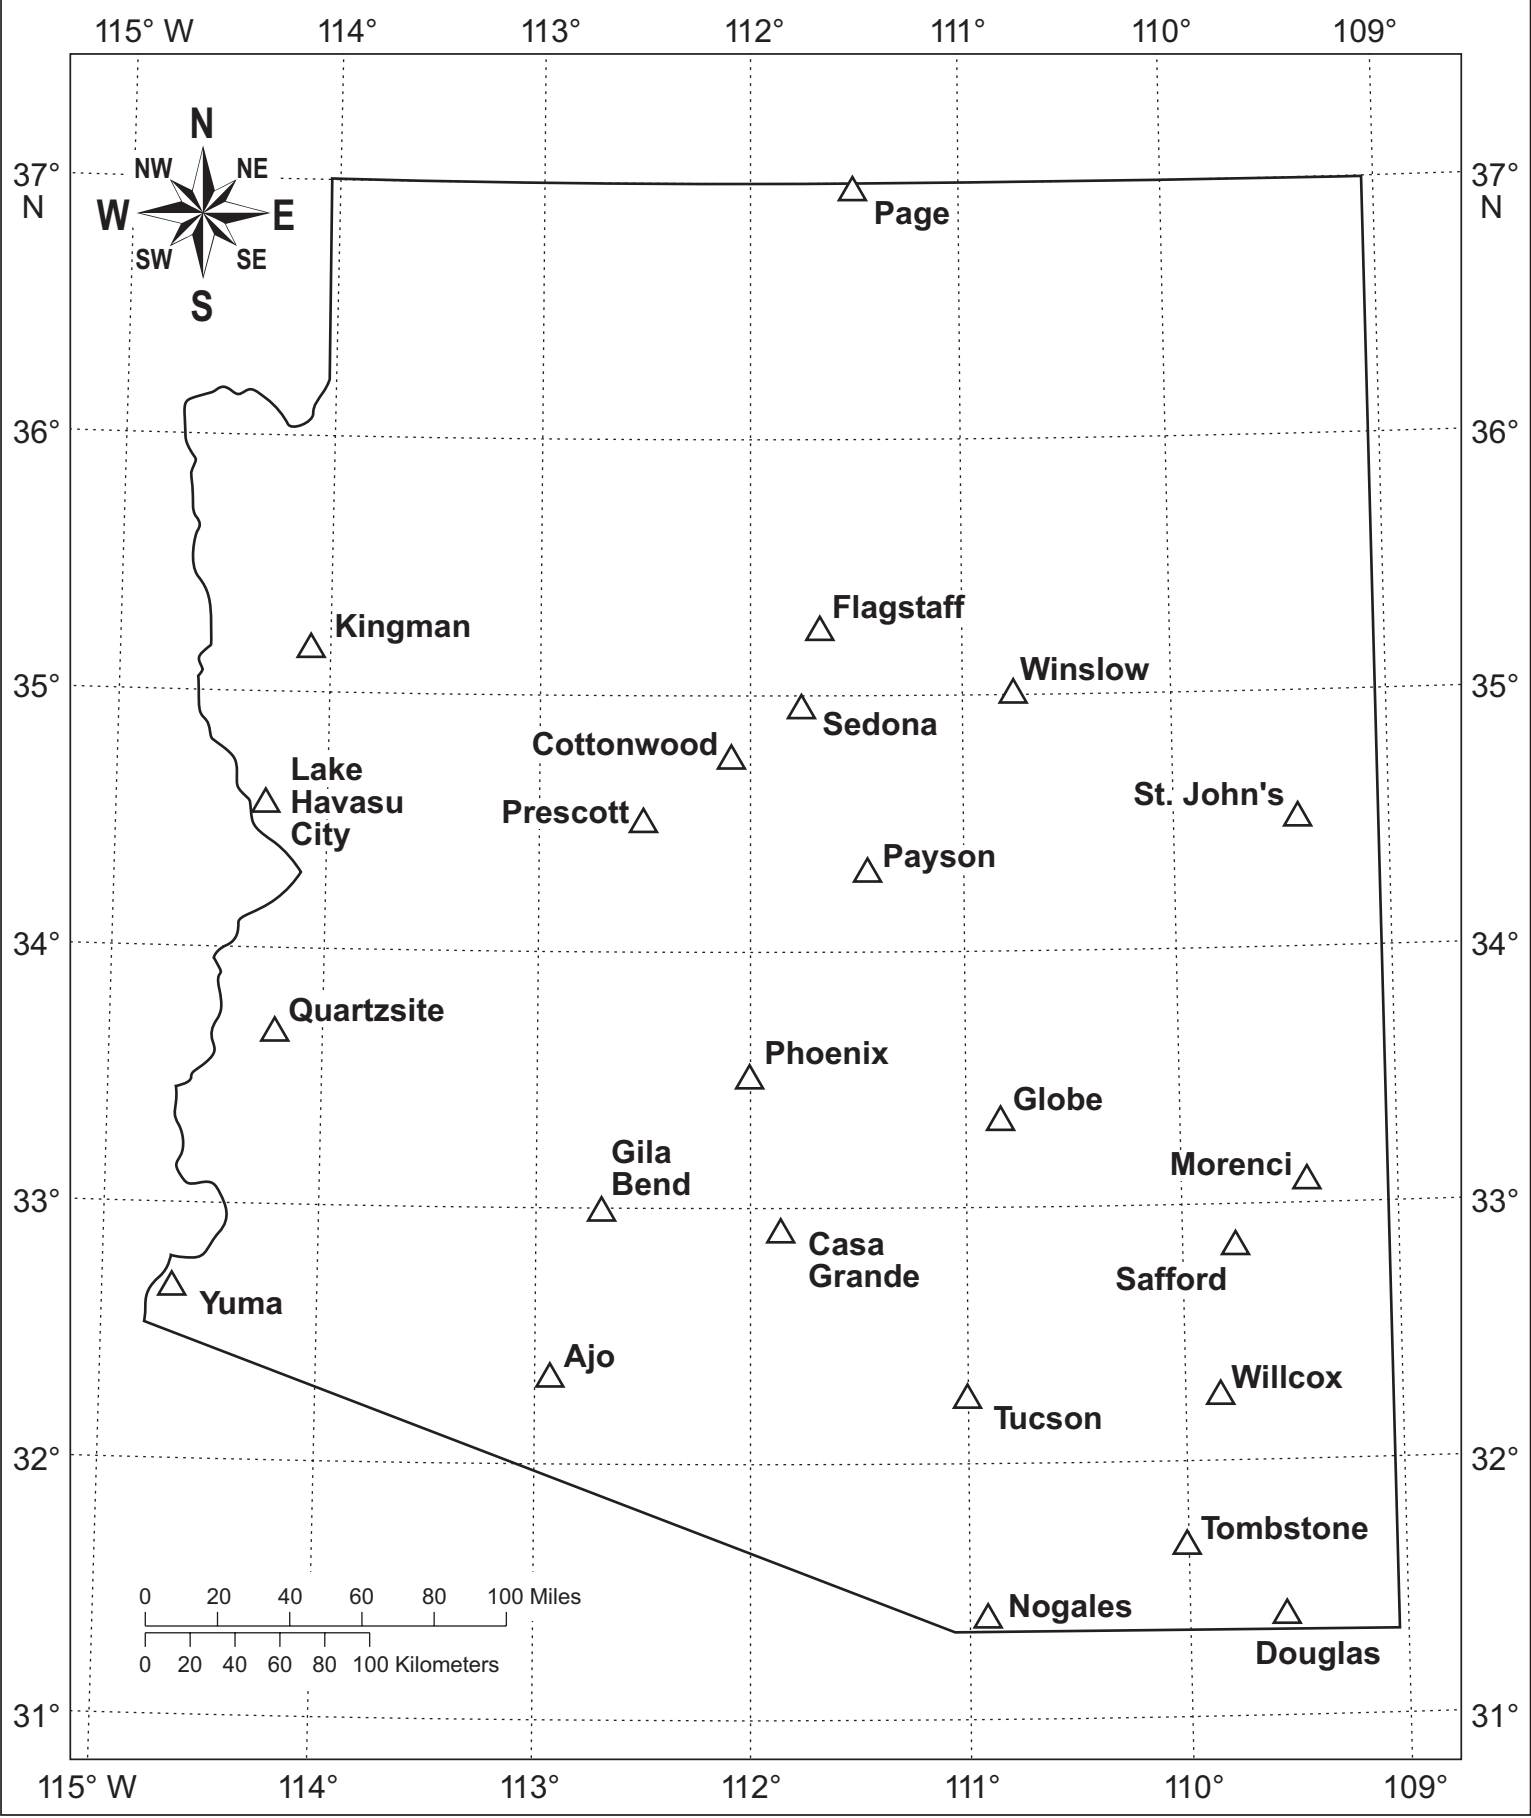 115° W 114° 113° 112° 111° 110° 109°
N
NW NE
37° 37°
N N
W E
Page
SW SE
S
36° 36°
Flagstaff
Kingman
Winslow
35° 35°
Sedona
Cottonwood
Lake
Havasu
City
St. John's
Prescott
Payson
34° 34°
Quartzsite
Phoenix
Globe
Gila
Bend
Morenci
33° 33°
Casa
Grande
Safford
Yuma
Ajo
Willcox
Tucson
32° 32°
Tombstone
0 20 40 60 80 100 Miles
Nogales
Douglas
0 20 40 60 80 100 Kilometers
31° 31°
115° W 114° 113° 112° 111° 110° 109°